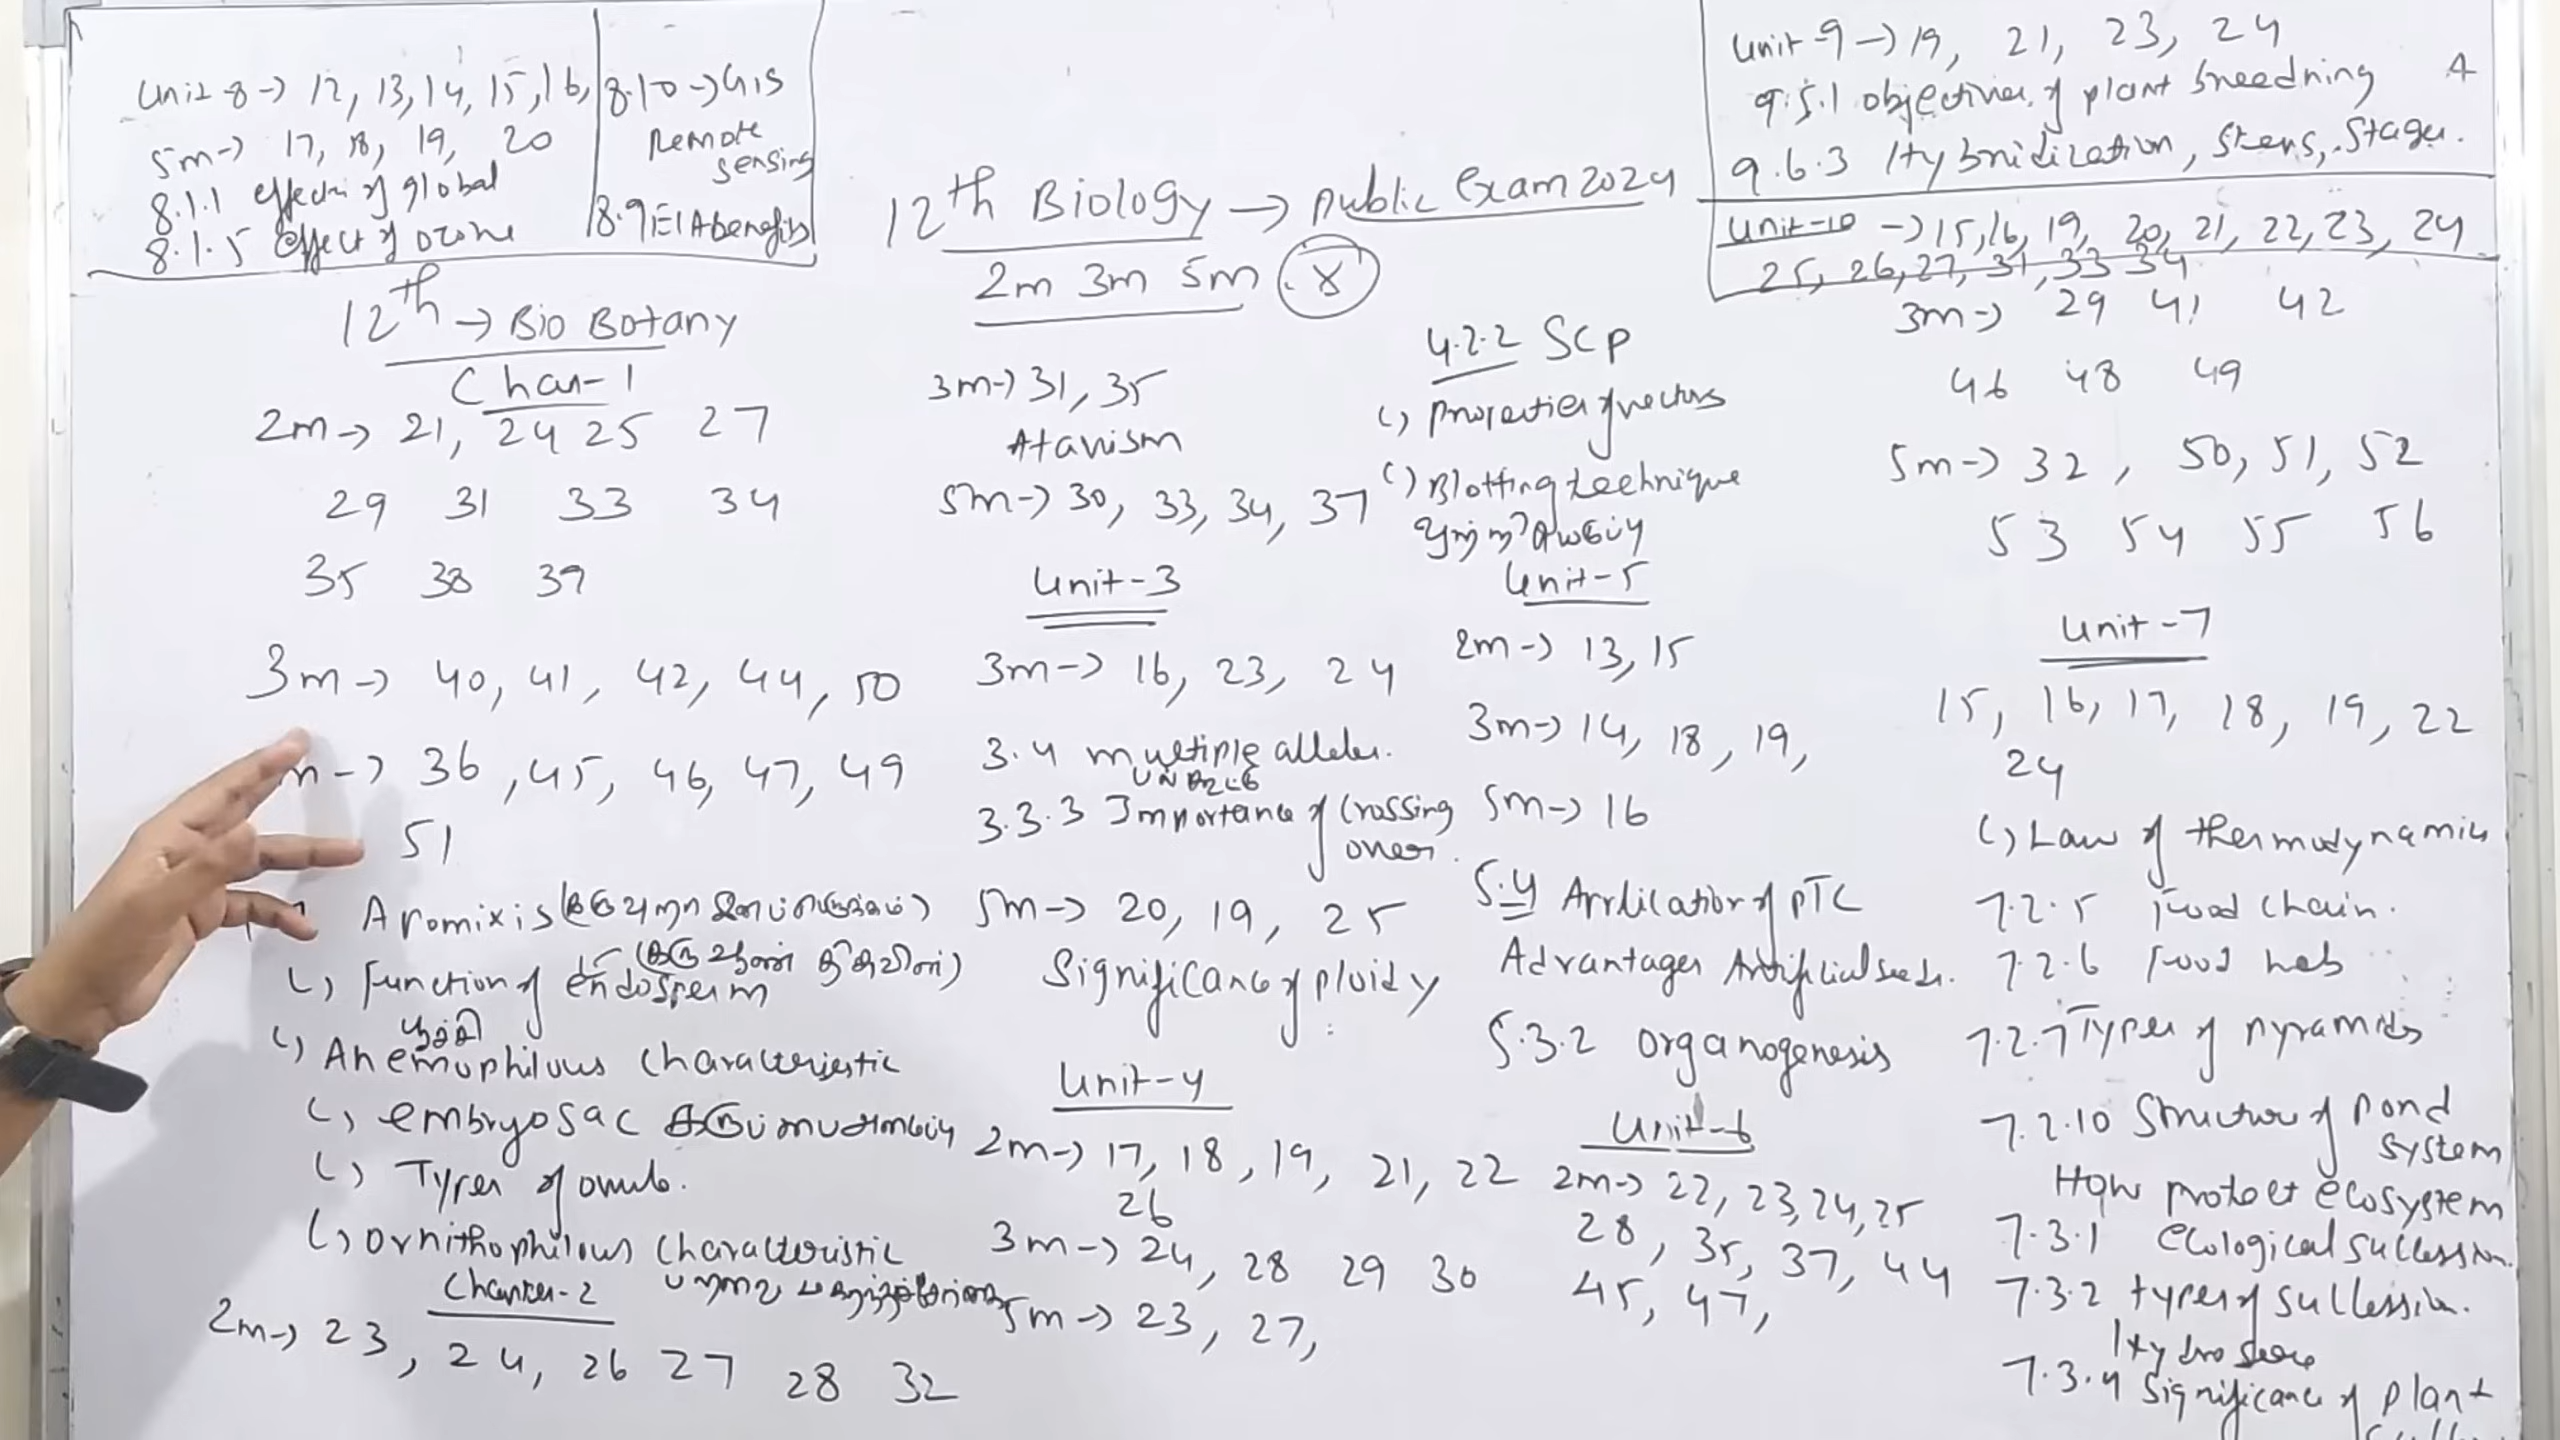 Unit-8 -> 12, 13, 14, 15, 16,
5m -> 17, 18, 19, 20
8.1.1 effects of global
8.1.5 Effect of ozone
8.10 -> GIS
Remote
sensing
8.9 EIA benefits
12th Biology -> public exam 2024
2m 3m 5m
Unit-9 -> 19, 21, 23, 24
9.5.1 objectives of plant breedning
9.6.3 Hybridization, steps, stages.
Unit-10 -> 15, 16, 19, 20, 21, 22, 23, 24
25, 26, 27, 31, 33 34
12th -> Bio Botany
Chap-1
2m -> 21, 24 25 27
29 31 33 34
35 38 39
3m -> 40, 41, 42, 44, 50
m -> 36, 45, 46, 47, 49
51
Apomixis
Function of endosperm
Anemophilous characteristic
embryosac
Types of ovule.
Ornithophilous characteristic
Chapter-2
2m -> 23, 24, 26 27 28 32
3m -> 31, 35
Atavism
5m -> 30, 33, 34, 37
Unit-3
3m -> 16, 23, 24
3.4 multiple alleles.
3.3.3 Importance of Crossing
over.
5m -> 20, 19, 25
Significance of ploidy
Unit-4
2m -> 17, 18, 19, 21, 22
26
3m -> 24, 28 29 30
5m -> 23, 27,
4.2.2 SCP
Properties of vectors
Blotting technique
Unit-5
2m -> 13, 15
3m -> 14, 18, 19,
5m -> 16
5.4 Application of PTC
Advantages Artificial seeds.
5.3.2 organogenesis
Unit-6
2m -> 22, 23, 24, 25
28, 35, 37, 44
45, 47,
3m -> 29 41 42
46 48 49
5m -> 32, 50, 51, 52
53 54 55 56
Unit-7
15, 16, 17, 18, 19, 22
24
Law of thermodynamics
7.2.5 Food chain.
7.2.6 Food web
7.2.7 Types of pyramids
7.2.10 Structure of pond
system
How protect ecosystem
7.3.1 ecological succession.
7.3.2 types of succession.
Hydrosere
7.3.4 Significance of plant